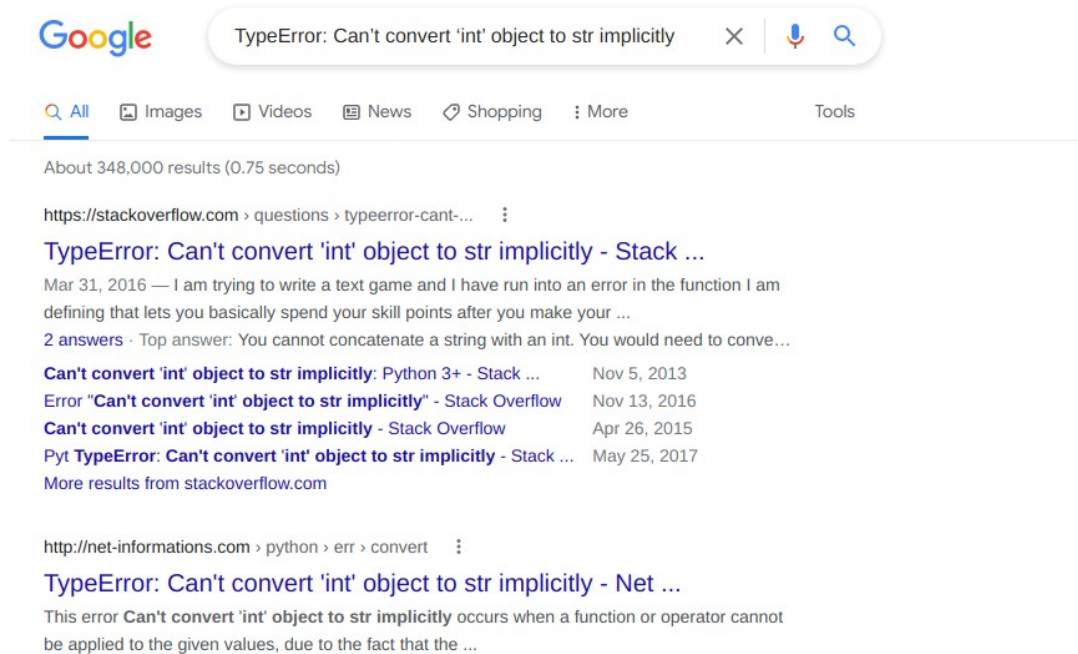 Google
TypeError: Can’t convert ‘int’ object to str implicitly
All Images Videos News Shopping More Tools
About 348,000 results (0.75 seconds)
https://stackoverflow.com › questions › typeerror-cant-...
TypeError: Can't convert 'int' object to str implicitly - Stack ...
Mar 31, 2016 — I am trying to write a text game and I have run into an error in the function I am
defining that lets you basically spend your skill points after you make your ...
2 answers · Top answer: You cannot concatenate a string with an int. You would need to conve…
Can't convert 'int' object to str implicitly: Python 3+ - Stack ... Nov 5, 2013
Error "Can't convert 'int' object to str implicitly" - Stack Overflow Nov 13, 2016
Can't convert 'int' object to str implicitly - Stack Overflow Apr 26, 2015
Pyt TypeError: Can't convert 'int' object to str implicitly - Stack ... May 25, 2017
More results from stackoverflow.com
http://net-informations.com › python › err › convert
TypeError: Can't convert 'int' object to str implicitly - Net ...
This error Can't convert 'int' object to str implicitly occurs when a function or operator cannot
be applied to the given values, due to the fact that the ...